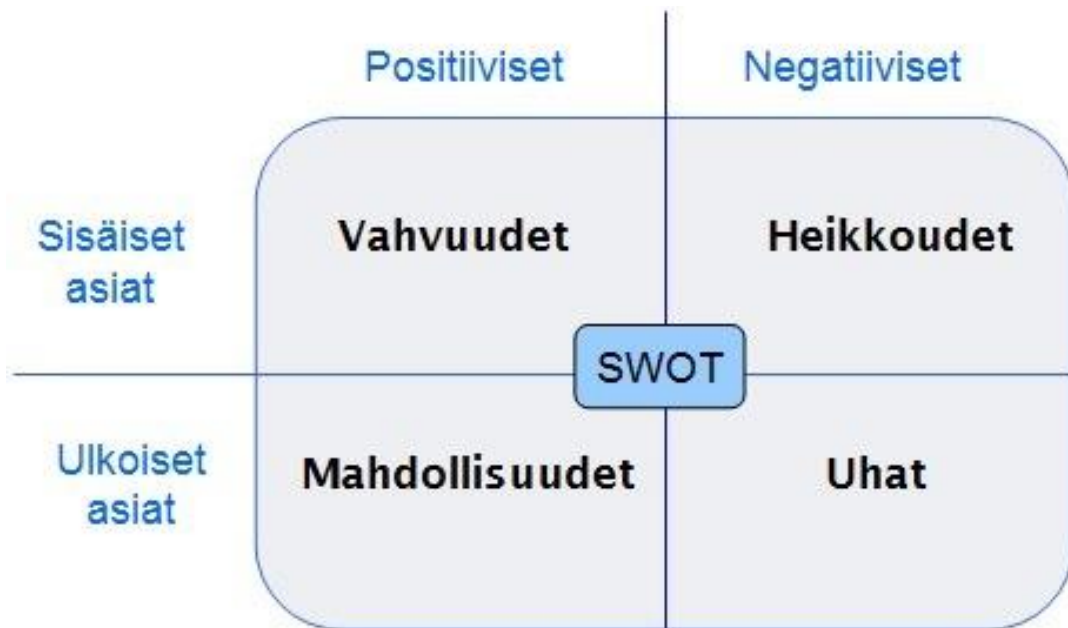 Positiiviset Negatiiviset
Sisäiset
asiat
Vahvuudet Heikkoudet
SWOT
Ulkoiset
asiat
Mahdollisuudet Uhat